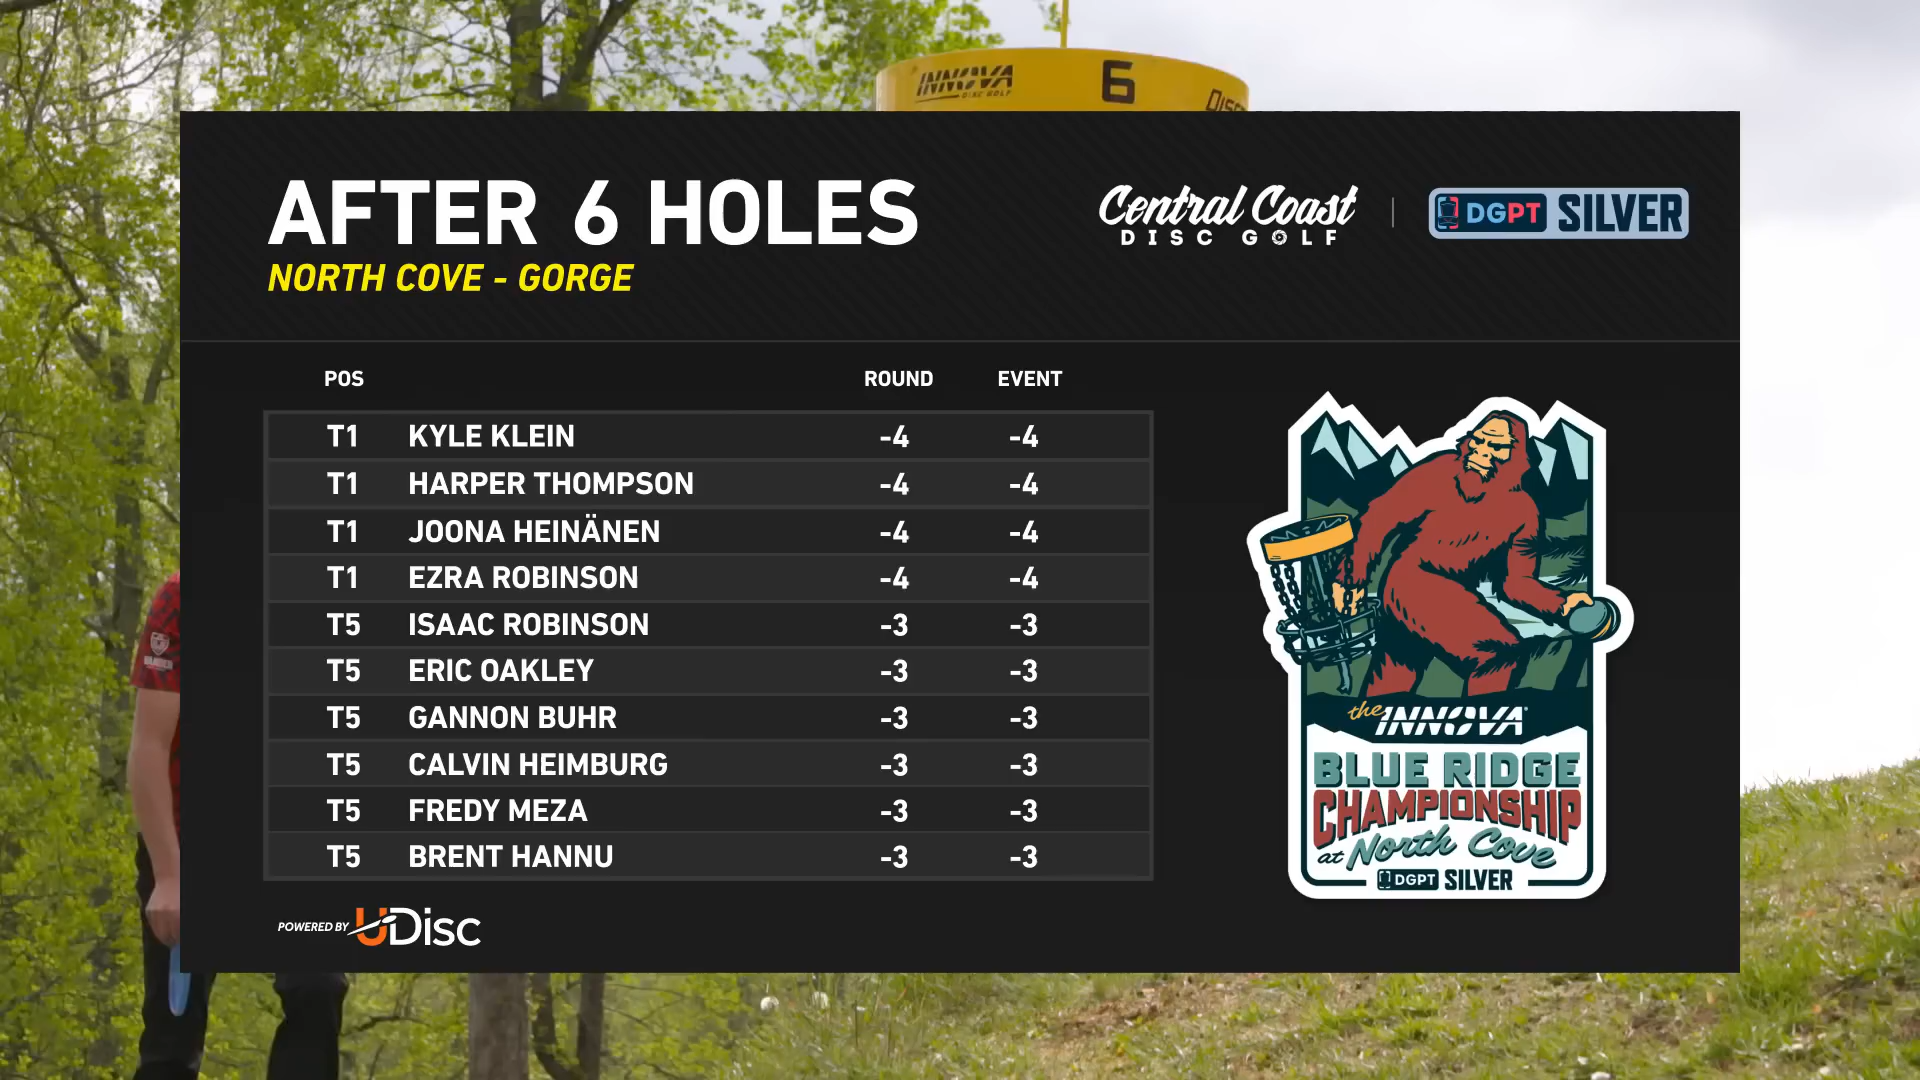 INNOVA
DISC GOLF
6
AFTER 6 HOLES
NORTH COVE - GORGE
Central Coast
DISC GOLF
DGPT SILVER
POS ROUND EVENT
T1 KYLE KLEIN -4 -4
T1 HARPER THOMPSON -4 -4
T1 JOONA HEINÄNEN -4 -4
T1 EZRA ROBINSON -4 -4
T5 ISAAC ROBINSON -3 -3
T5 ERIC OAKLEY -3 -3
T5 GANNON BUHR -3 -3
T5 CALVIN HEIMBURG -3 -3
T5 FREDY MEZA -3 -3
T5 BRENT HANNU -3 -3
POWERED BY UDisc
the INNOVA
BLUE RIDGE
CHAMPIONSHIP
at North Cove
DGPT SILVER